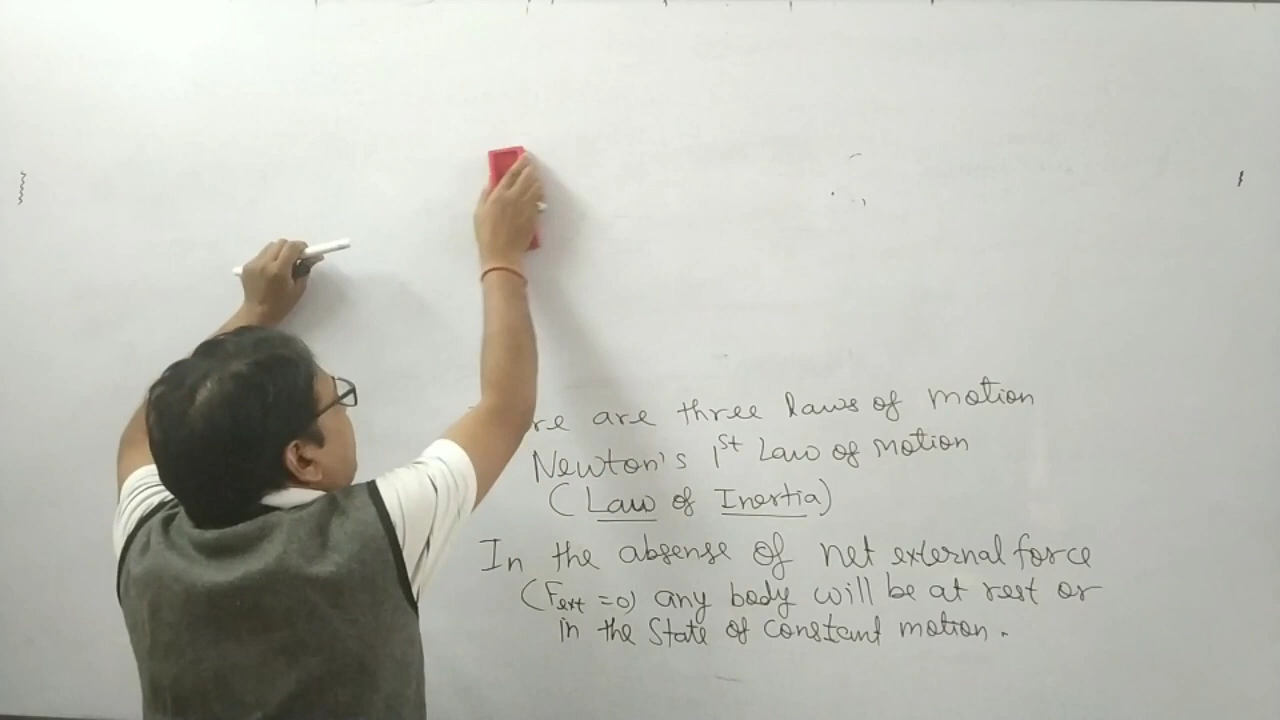 re are three laws of motion
Newton's 1st Law of Motion
(Law of Inertia)
In the absense of net external force
(Fext = 0) any body will be at rest or
in the State of constant motion.